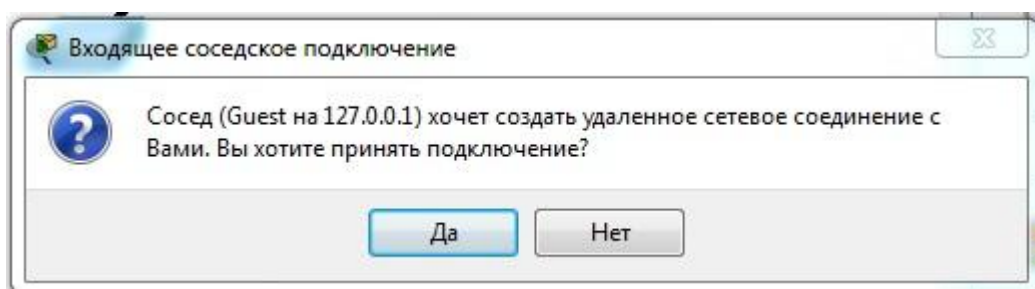 Входящее соседское подключение
Сосед (Guest на 127.0.0.1) хочет создать удаленное сетевое соединение с
Вами. Вы хотите принять подключение?
Да Нет